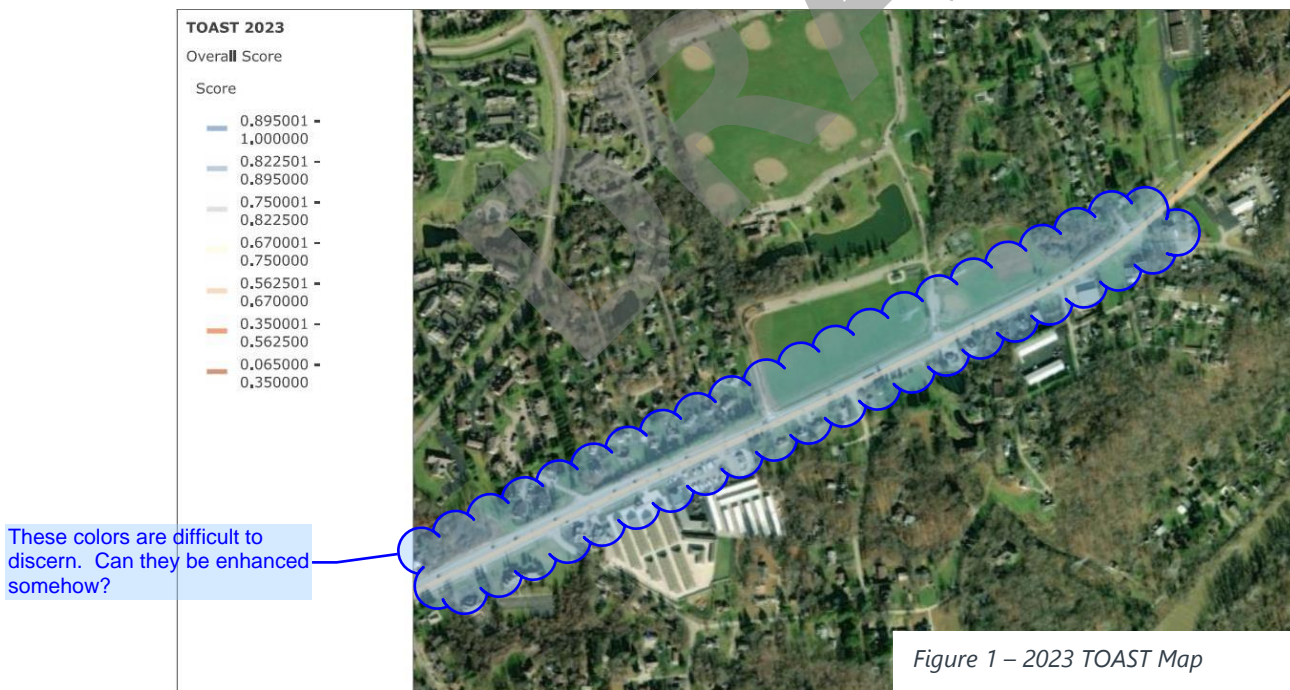 TOAST 2023
Overall Score
Score
0.895001 -
1.000000
0.822501 -
0.895000
0.750001 -
0.822500
0.670001 -
0.750000
0.562501 -
0.670000
0.350001 -
0.562500
0.065000 -
0.350000
These colors are difficult to
discern. Can they be enhanced
somehow?
Figure 1 – 2023 TOAST Map